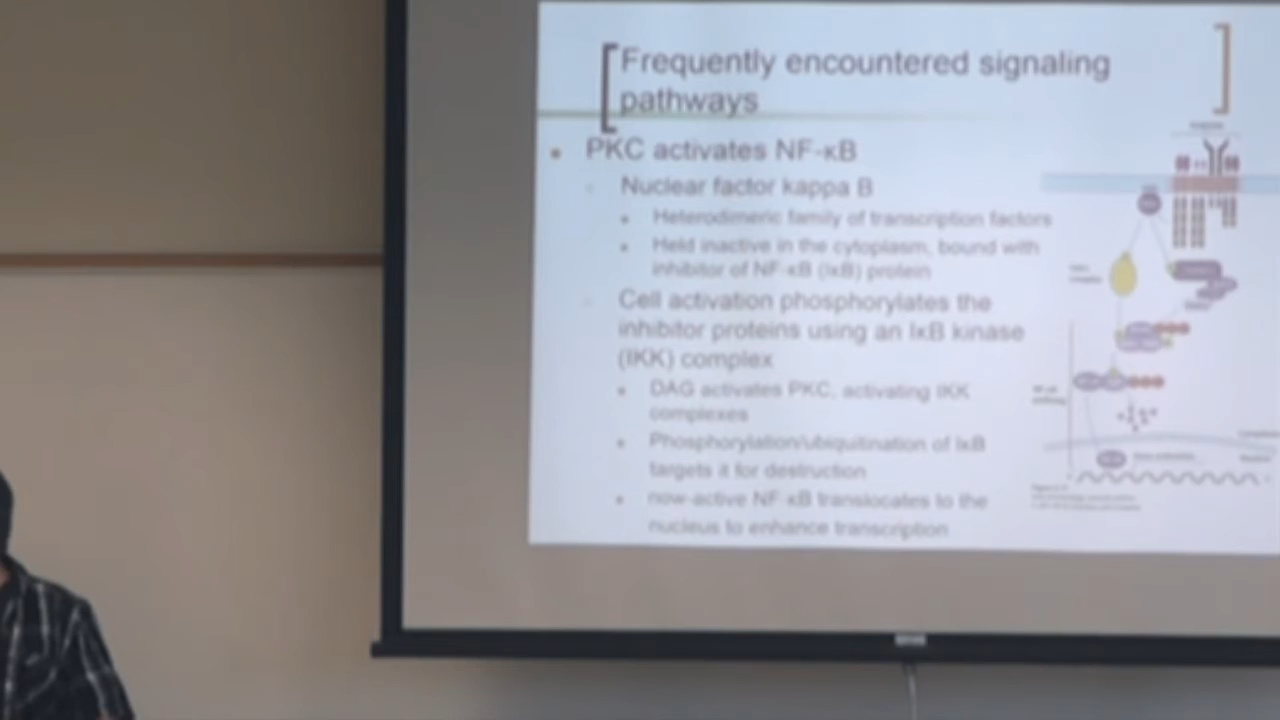 Frequently encountered signaling
pathways
PKC activates NF-κB
Nuclear factor kappa B
Heterodimeric family of transcription factors
Held inactive in the cytoplasm, bound with
inhibitor of NF-κB (IκB) protein
Cell activation phosphorylates the
inhibitor proteins using an IκB kinase
(IKK) complex
DAG activates PKC, activating IKK
complexes
Phosphorylation/ubiquitination of IκB
targets it for destruction
now-active NF-κB translocates to the
nucleus to enhance transcription